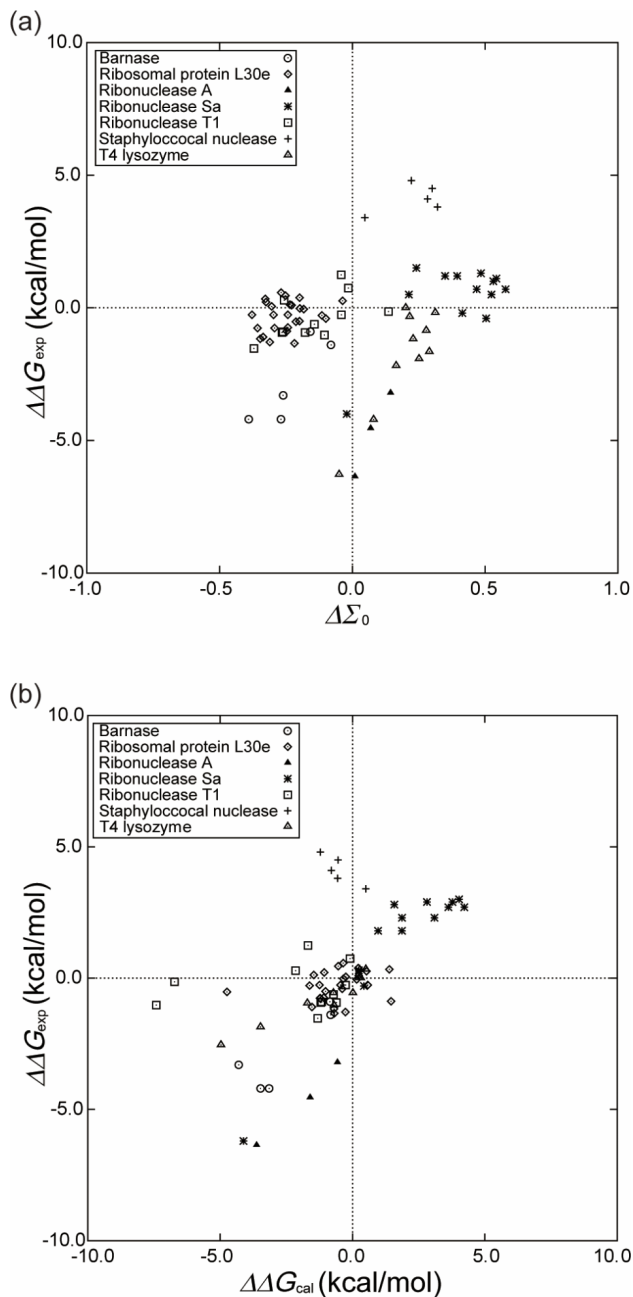 (a)
10.0
Barnase
Ribosomal protein L30e
Ribonuclease A
Ribonuclease Sa
Ribonuclease T1
Staphyloccocal nuclease
T4 lysozyme
5.0
0.0
-5.0
-10.0
ΔΔGexp (kcal/mol)
-1.0 -0.5 0.0 0.5 1.0
ΔΣ0
(b)
10.0
Barnase
Ribosomal protein L30e
Ribonuclease A
Ribonuclease Sa
Ribonuclease T1
Staphyloccocal nuclease
T4 lysozyme
5.0
0.0
-5.0
-10.0
ΔΔGexp (kcal/mol)
-5.0 0.0 5.0 10.0
ΔΔGcal (kcal/mol)